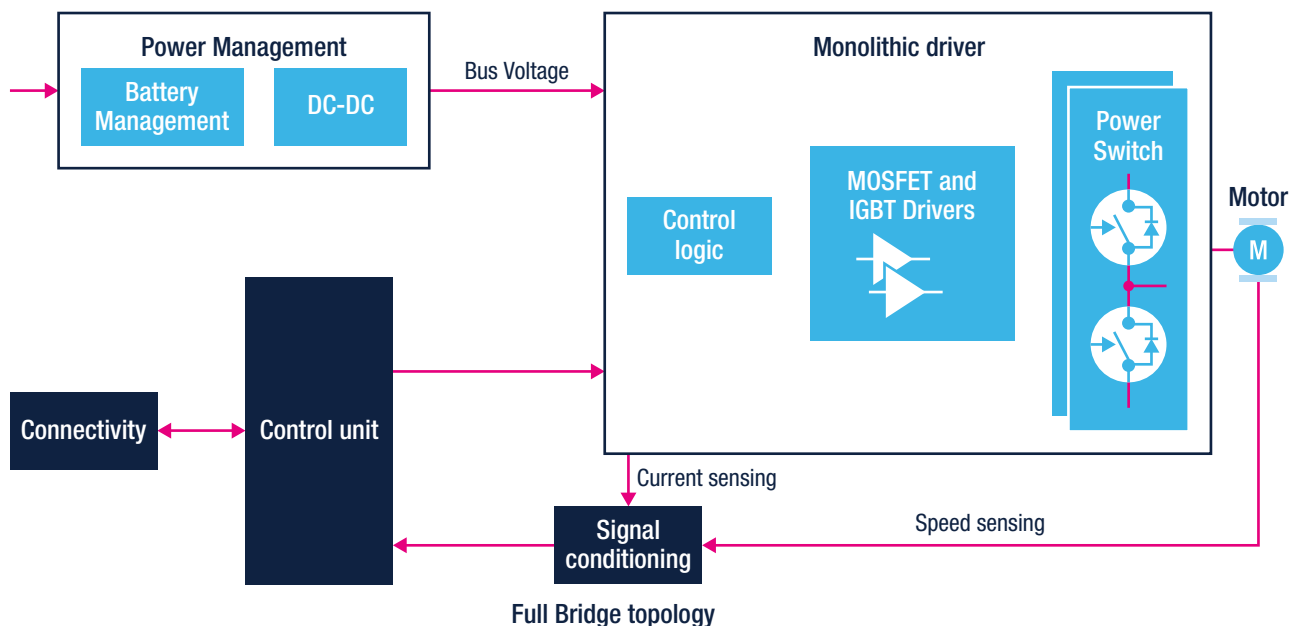 Power Management
Battery
Management
DC-DC
Bus Voltage
Monolithic driver
Control
logic
MOSFET and
IGBT Drivers
Power
Switch
Motor
M
Connectivity
Control unit
Current sensing
Signal
conditioning
Speed sensing
Full Bridge topology